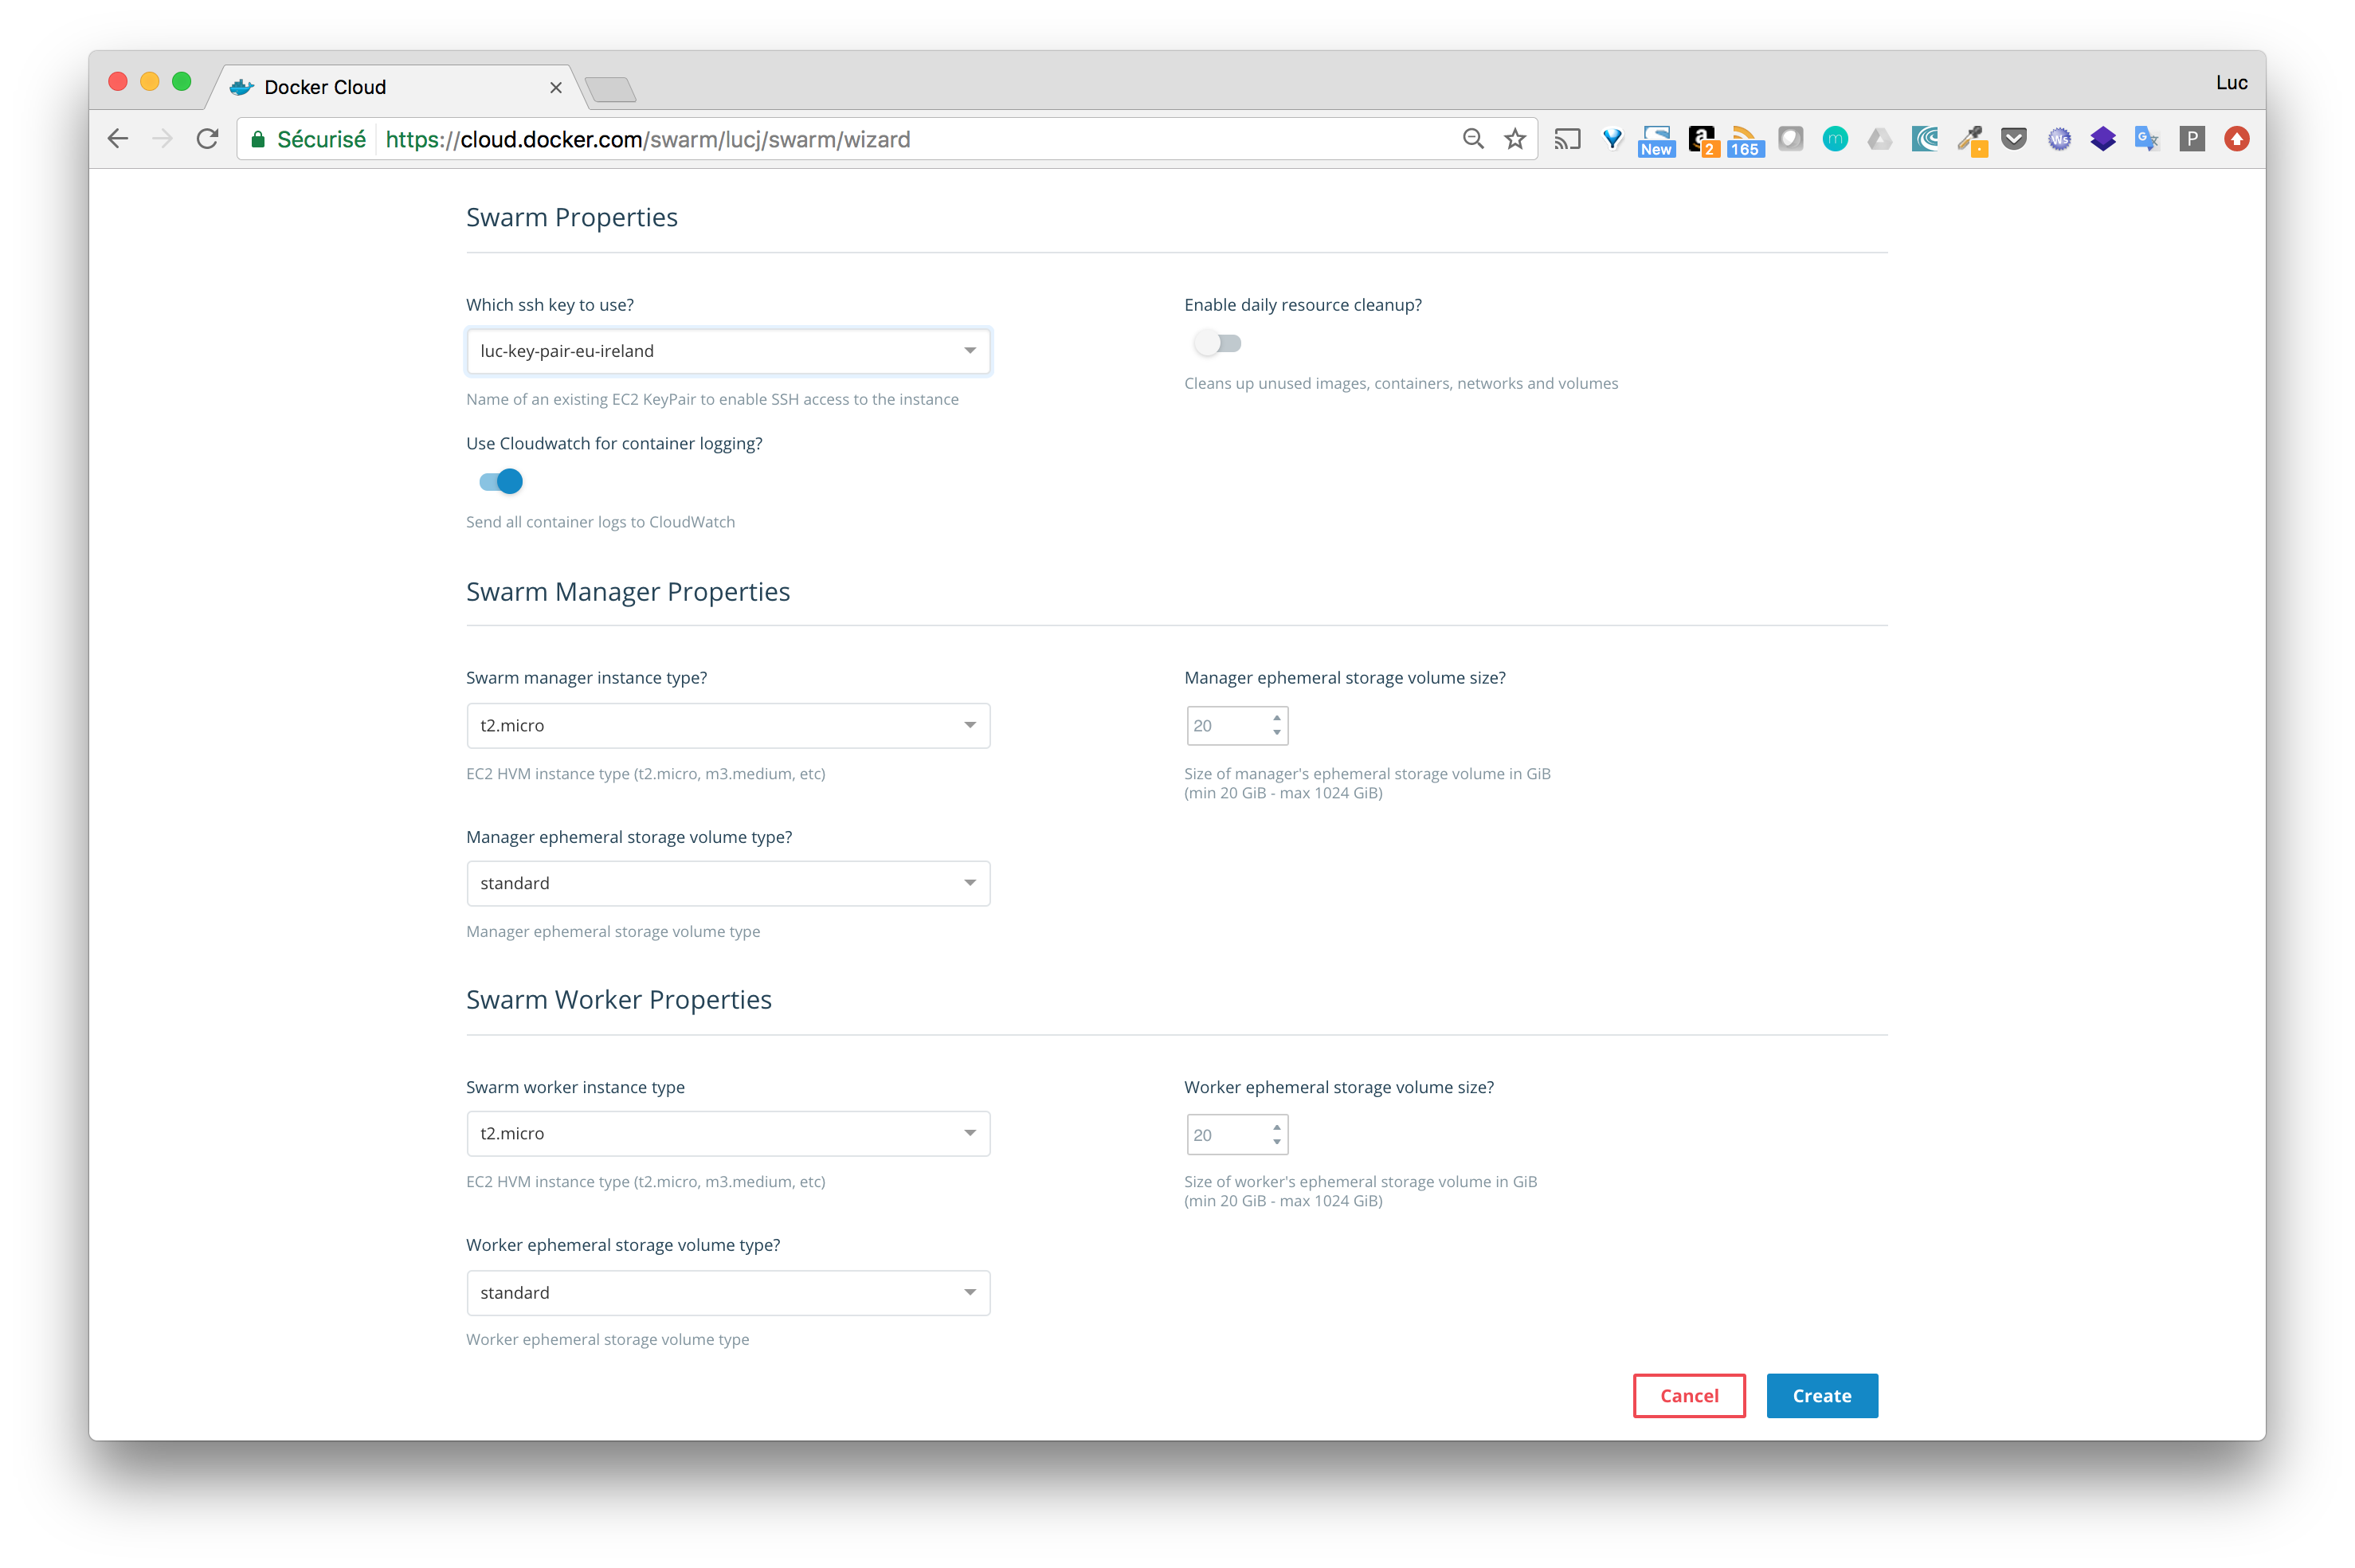 Docker Cloud
Luc
Sécurisé
https://cloud.docker.com/swarm/lucj/swarm/wizard
New
a
2
165
m
WS
G
P
Swarm Properties
Which ssh key to use?
Enable daily resource cleanup?
luc-key-pair-eu-ireland
Name of an existing EC2 KeyPair to enable SSH access to the instance
Cleans up unused images, containers, networks and volumes
Use Cloudwatch for container logging?
Send all container logs to CloudWatch
Swarm Manager Properties
Swarm manager instance type?
Manager ephemeral storage volume size?
t2.micro
20
EC2 HVM instance type (t2.micro, m3.medium, etc)
Size of manager's ephemeral storage volume in GiB
(min 20 GiB - max 1024 GiB)
Manager ephemeral storage volume type?
standard
Manager ephemeral storage volume type
Swarm Worker Properties
Swarm worker instance type
Worker ephemeral storage volume size?
t2.micro
20
EC2 HVM instance type (t2.micro, m3.medium, etc)
Size of worker's ephemeral storage volume in GiB
(min 20 GiB - max 1024 GiB)
Worker ephemeral storage volume type?
standard
Worker ephemeral storage volume type
Cancel
Create